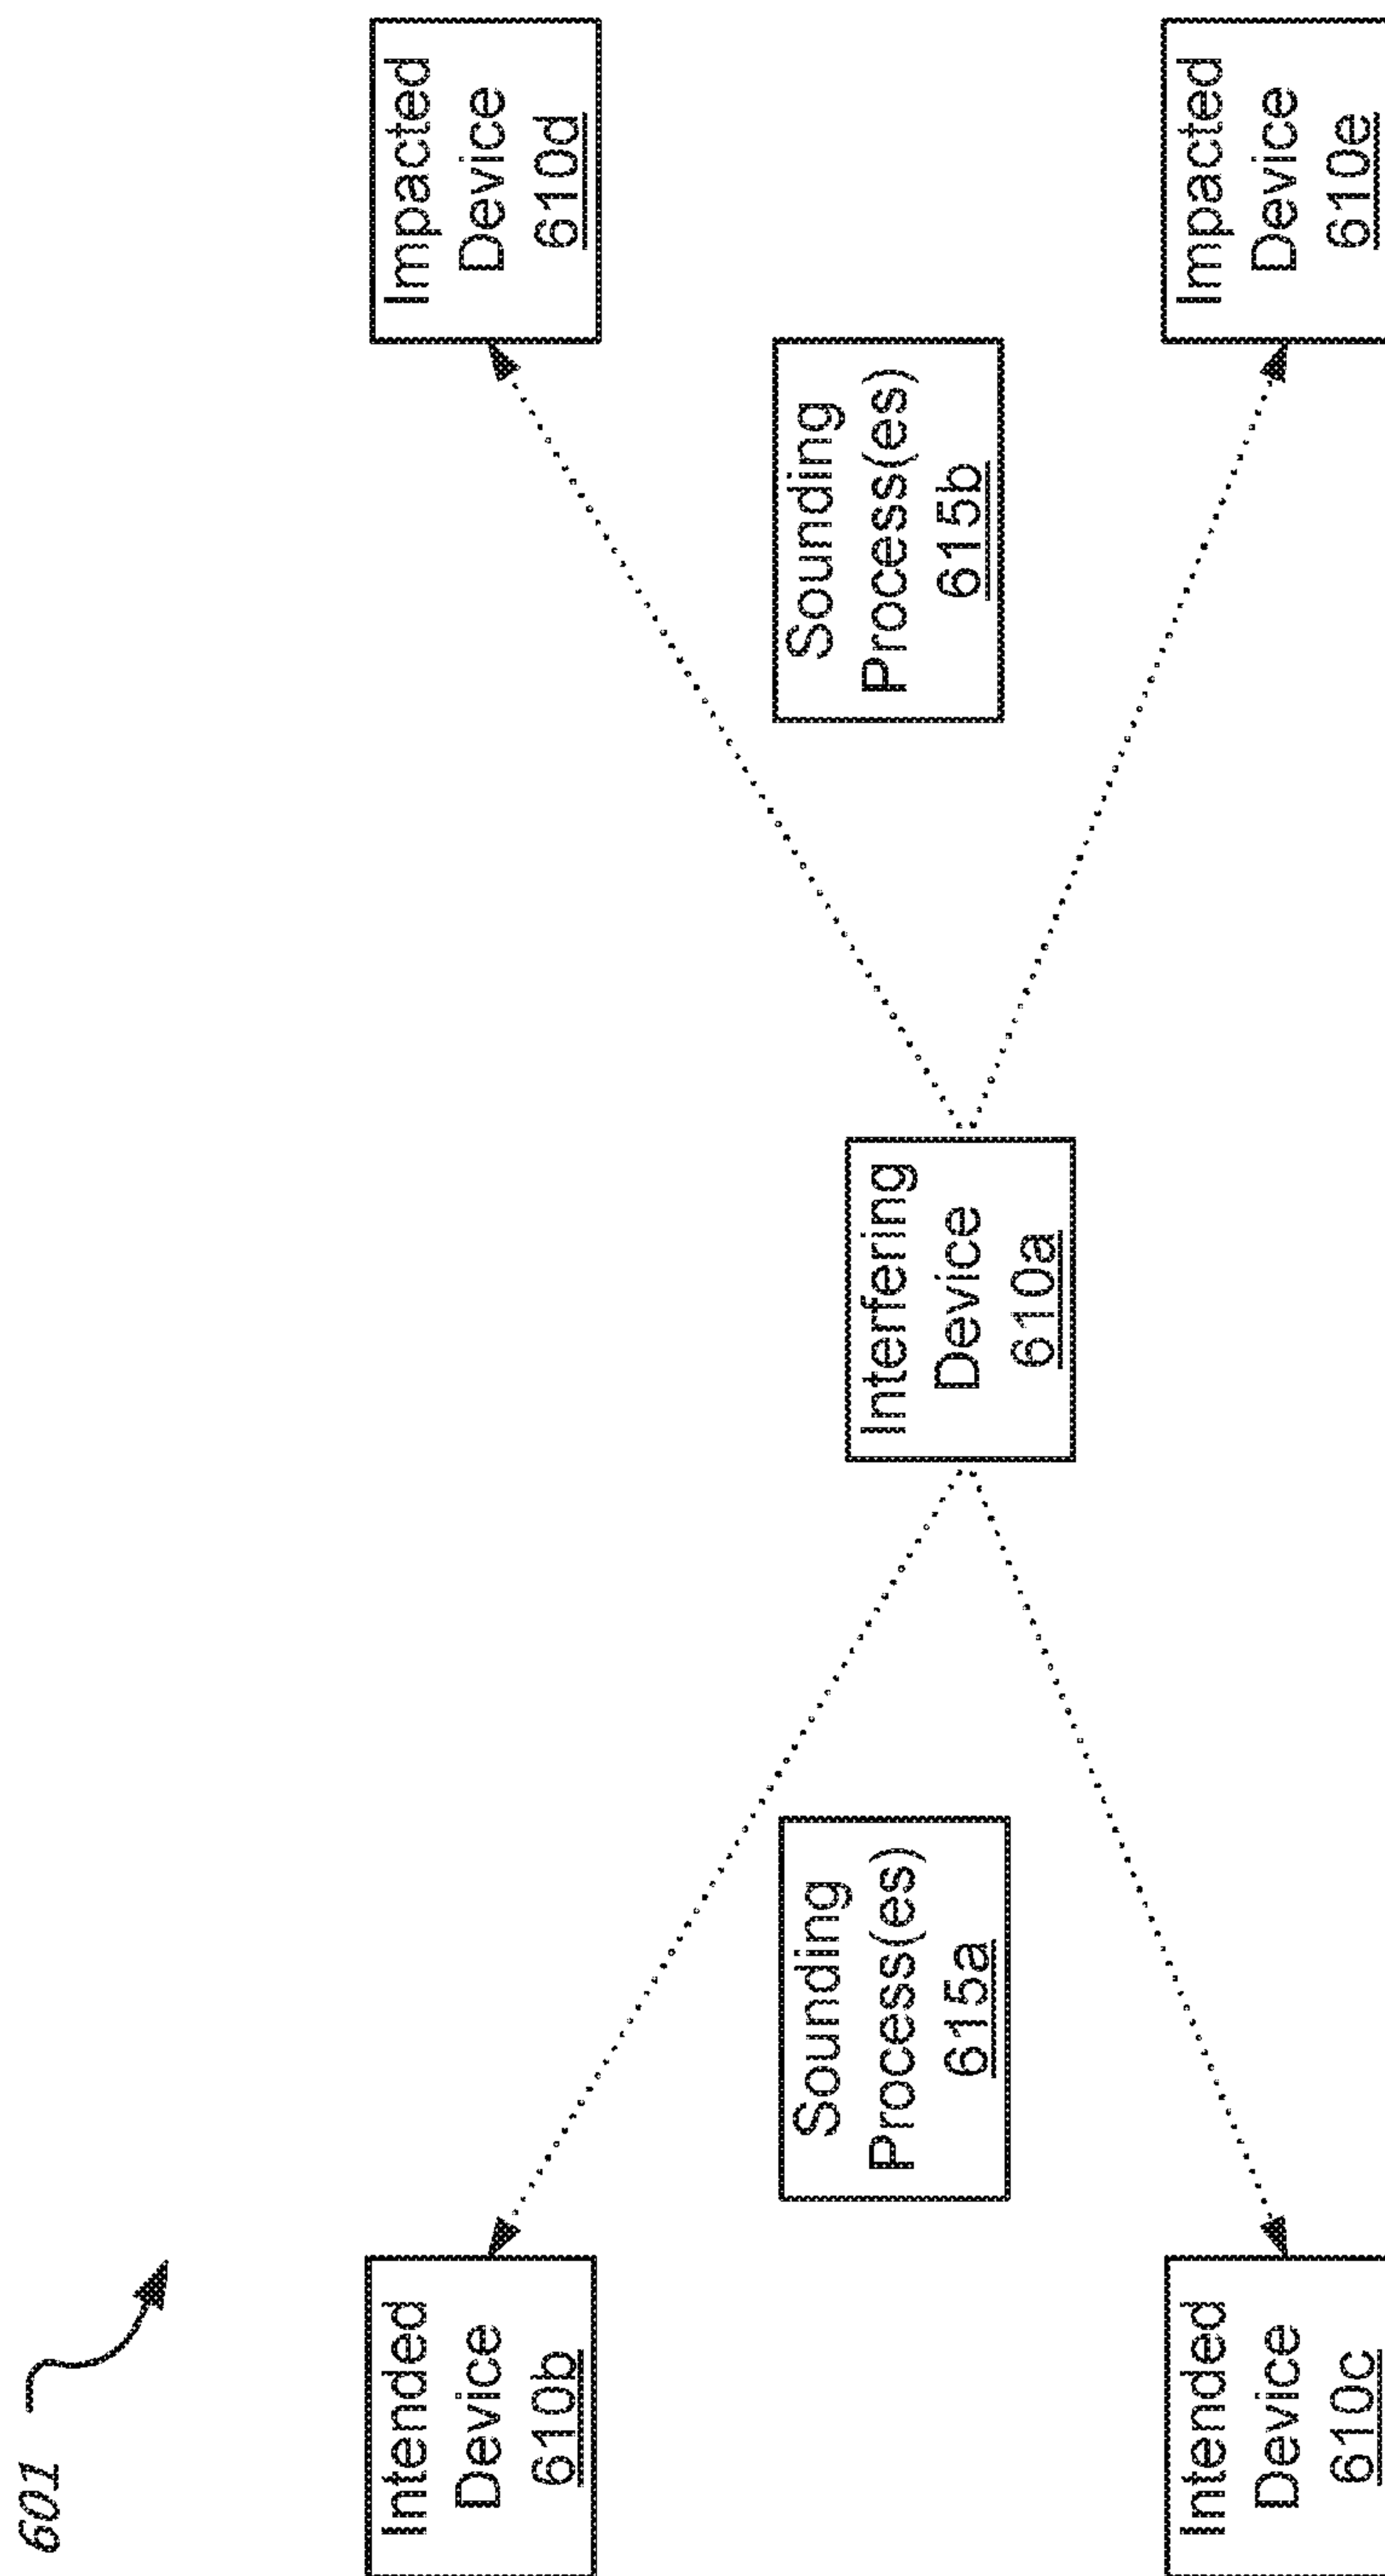 601
Intended
Device
610b
Sounding
Process(es)
615a
Intended
Device
610c
Interfering
Device
610a
Impacted
Device
610d
Sounding
Process(es)
615b
Impacted
Device
610e